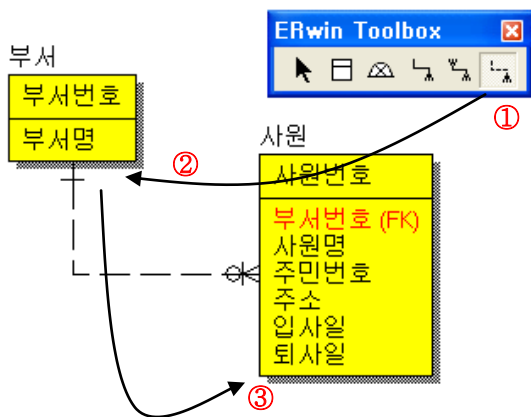 ERwin Toolbox
①
부서
부서번호
부서명
②
사원
사원번호
부서번호 (FK)
사원명
주민번호
주소
입사일
퇴사일
③